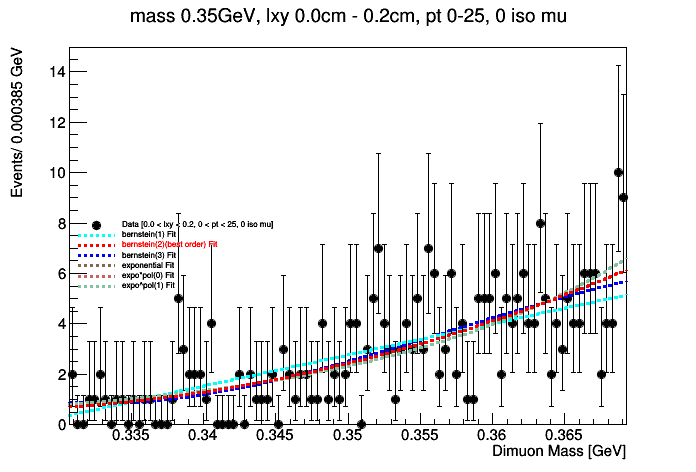 mass 0.35GeV, lxy 0.0cm - 0.2cm, pt 0-25, 0 iso mu
Events/ 0.000385 GeV
14
12
10
8
6
4
2
0
Data [0.0 < lxy < 0.2, 0 < pt < 25, 0 iso mu]
bernstein(1) Fit
bernstein(2)(best order) Fit
bernstein(3) Fit
exponential Fit
expo*pol(0) Fit
expo*pol(1) Fit
0.335 0.34 0.345 0.35 0.355 0.36 0.365
Dimuon Mass [GeV]